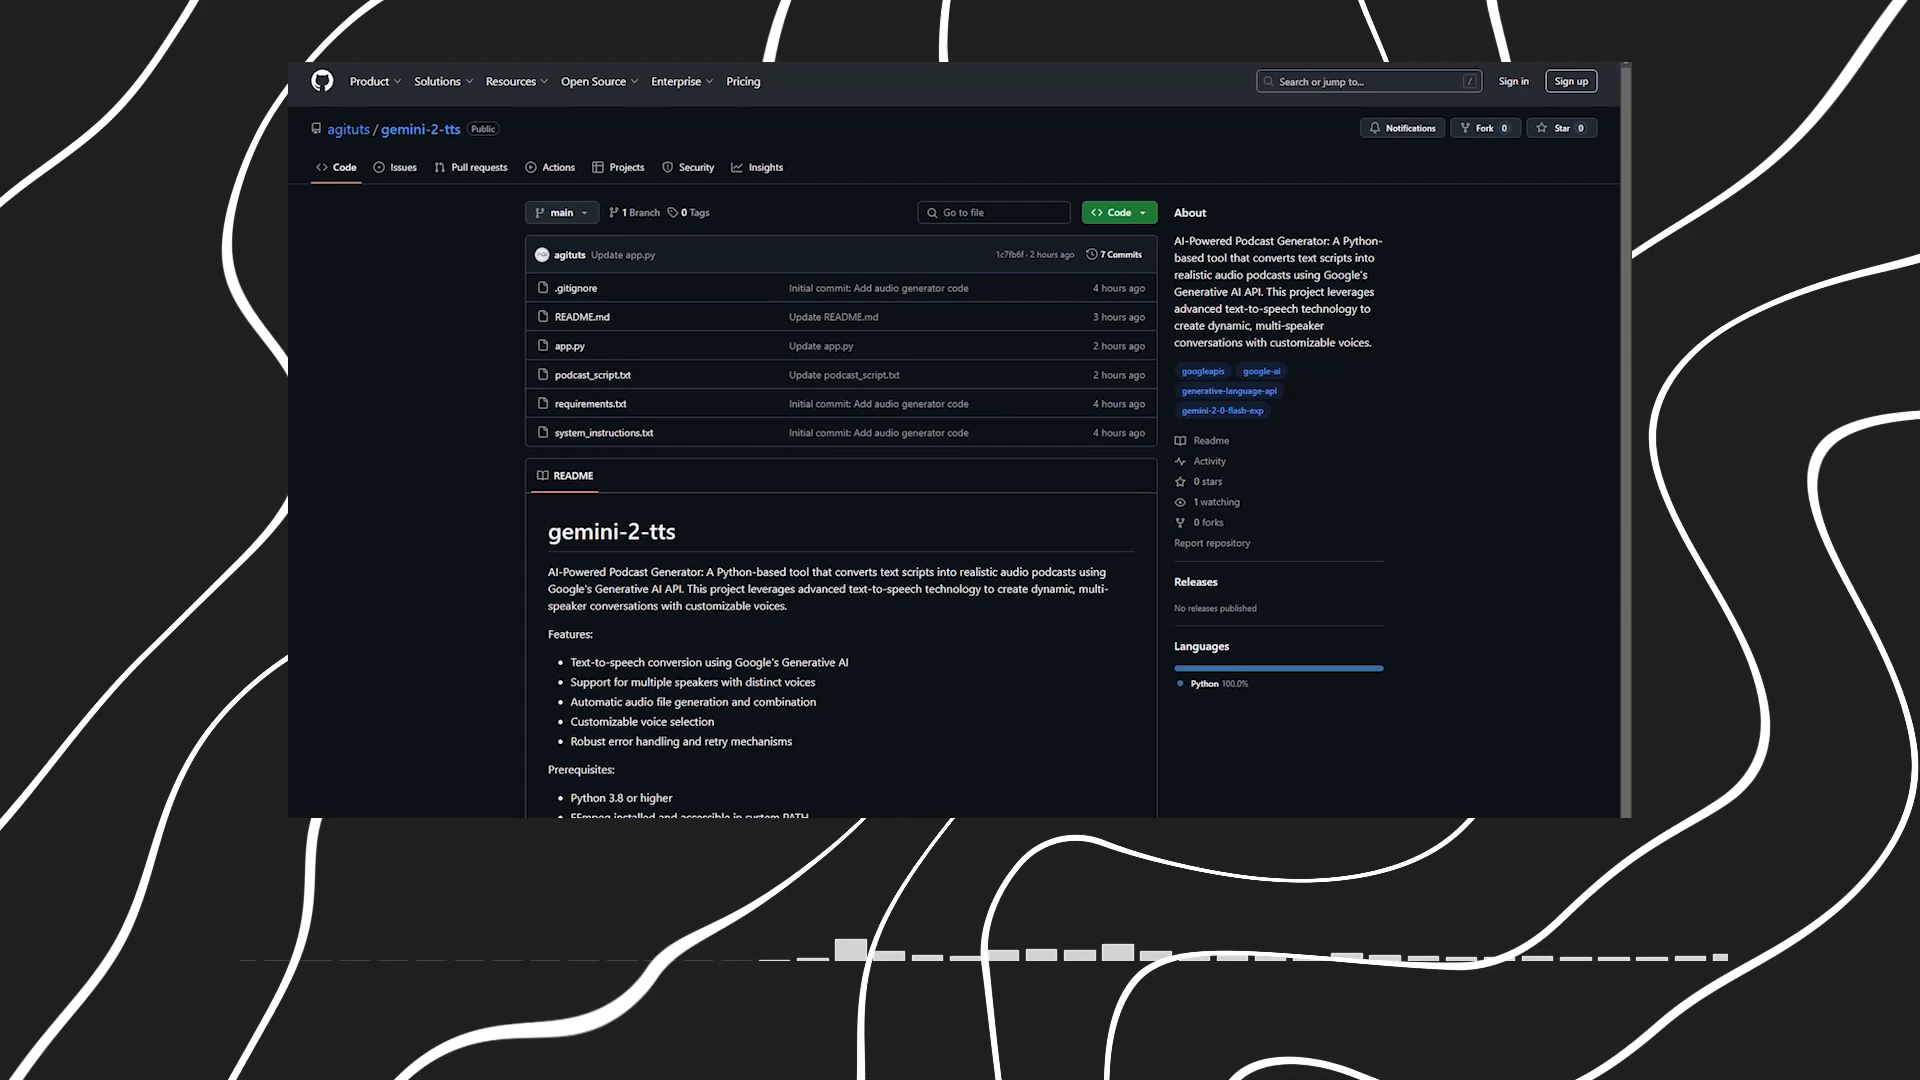 Product Solutions Resources Open Source Enterprise Pricing Search or jump to... / Sign in Sign up
agituts / gemini-2-tts Public Notifications Fork 0 Star 0
Code Issues Pull requests Actions Projects Security Insights
main 1 Branch 0 Tags Go to file Code
agituts Update app.py 1c7fb6f · 2 hours ago 7 Commits
.gitignore Initial commit: Add audio generator code 4 hours ago
README.md Update README.md 3 hours ago
app.py Update app.py 2 hours ago
podcast_script.txt Update podcast_script.txt 2 hours ago
requirements.txt Initial commit: Add audio generator code 4 hours ago
system_instructions.txt Initial commit: Add audio generator code 4 hours ago
README
gemini-2-tts
AI-Powered Podcast Generator: A Python-based tool that converts text scripts into realistic audio podcasts using
Google's Generative AI API. This project leverages advanced text-to-speech technology to create dynamic, multi-
speaker conversations with customizable voices.
Features:
• Text-to-speech conversion using Google's Generative AI
• Support for multiple speakers with distinct voices
• Automatic audio file generation and combination
• Customizable voice selection
• Robust error handling and retry mechanisms
Prerequisites:
• Python 3.8 or higher
• FFmpeg installed and accessible in system PATH
About
AI-Powered Podcast Generator: A Python-
based tool that converts text scripts into
realistic audio podcasts using Google's
Generative AI API. This project leverages
advanced text-to-speech technology to
create dynamic, multi-speaker
conversations with customizable voices.
googleapis google-ai
generative-language-api
gemini-2-0-flash-exp
Readme
Activity
0 stars
1 watching
0 forks
Report repository
Releases
No releases published
Languages
Python 100.0%